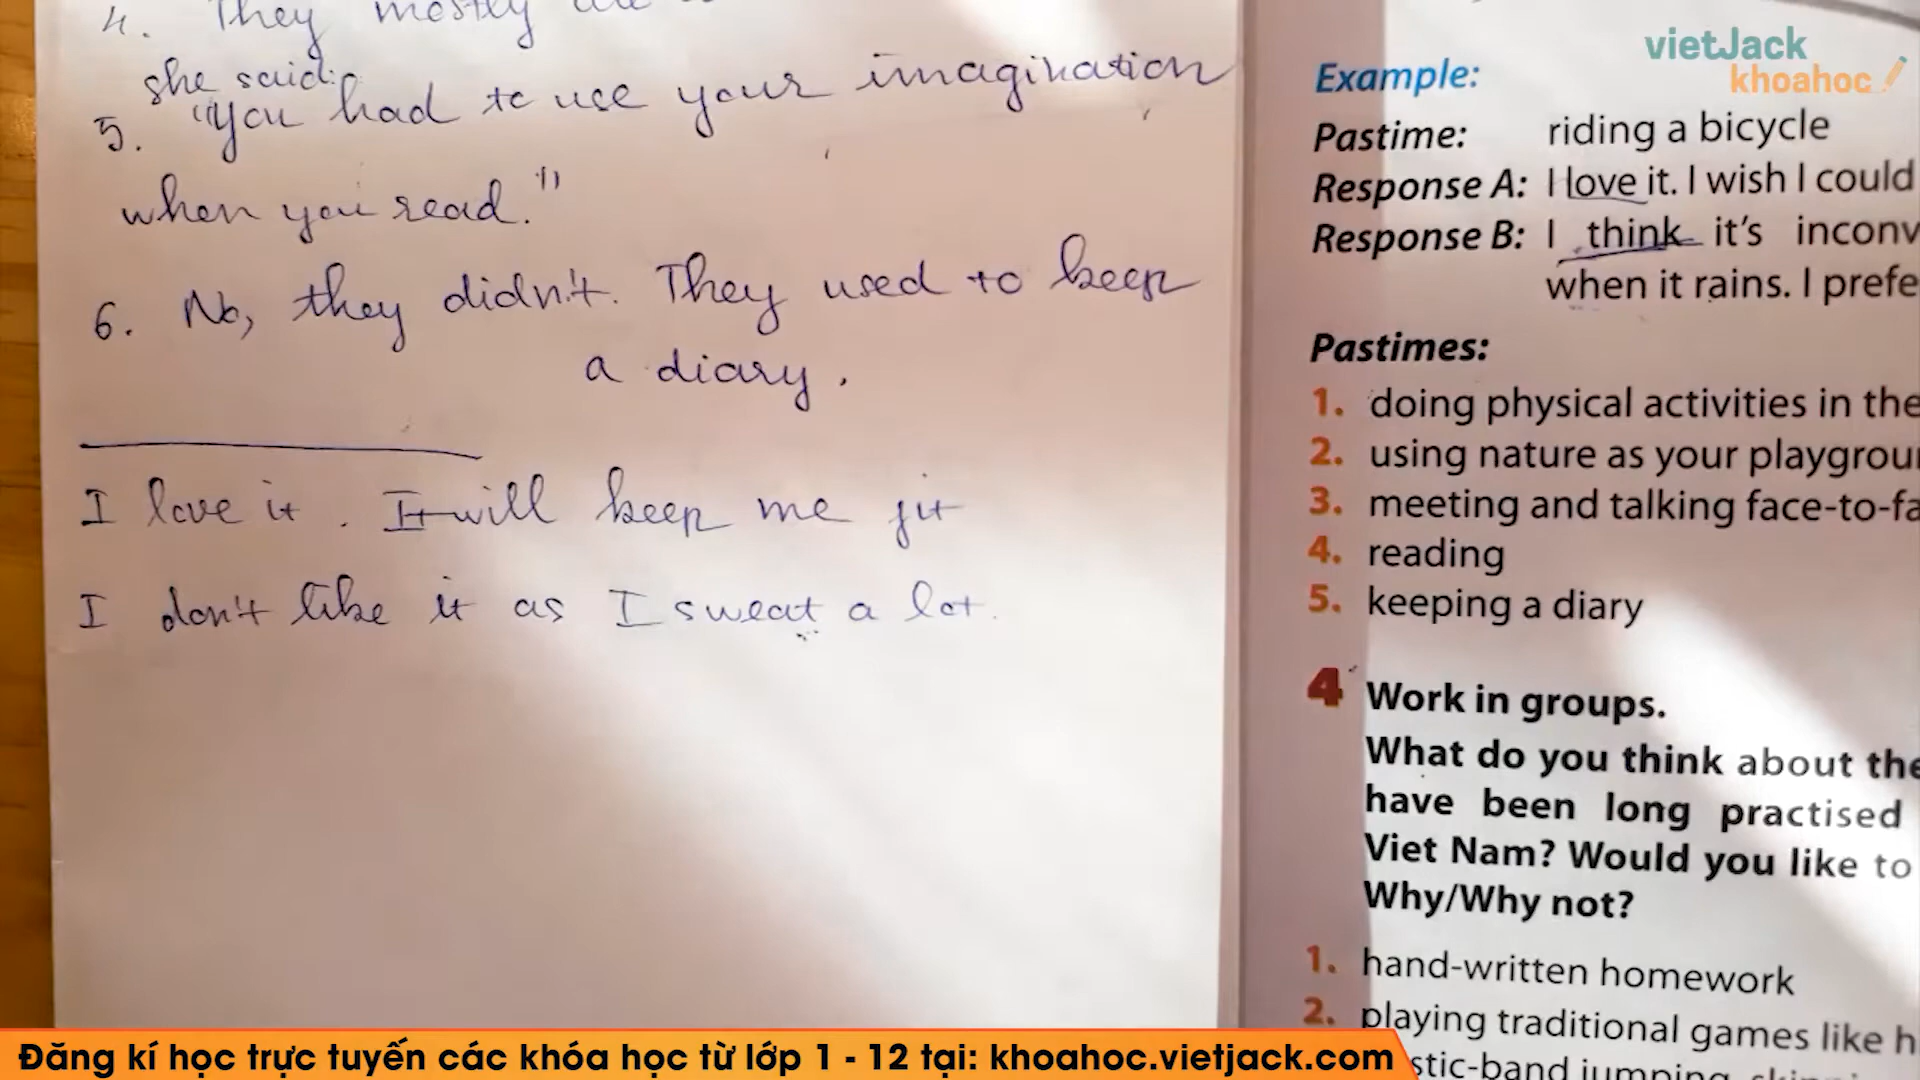 4. They mostly
she said:
5. "You had to use your imagination
when you read."
6. No, they didn't. They used to keep
a diary.
I love it. It will keep me fit
I don't like it as I sweat a lot.
vietJack
khoahoc
Example:
Pastime: riding a bicycle
Response A: I love it. I wish I could
Response B: I think it's inconv
when it rains. I prefe
Pastimes:
1. doing physical activities in the
2. using nature as your playgrou
3. meeting and talking face-to-fa
4. reading
5. keeping a diary
4 Work in groups.
What do you think about the
have been long practised
Viet Nam? Would you like to
Why/Why not?
1. hand-written homework
2. playing traditional games like h
stic-band jumping,
Đăng kí học trực tuyến các khóa học từ lớp 1 - 12 tại: khoahoc.vietjack.com